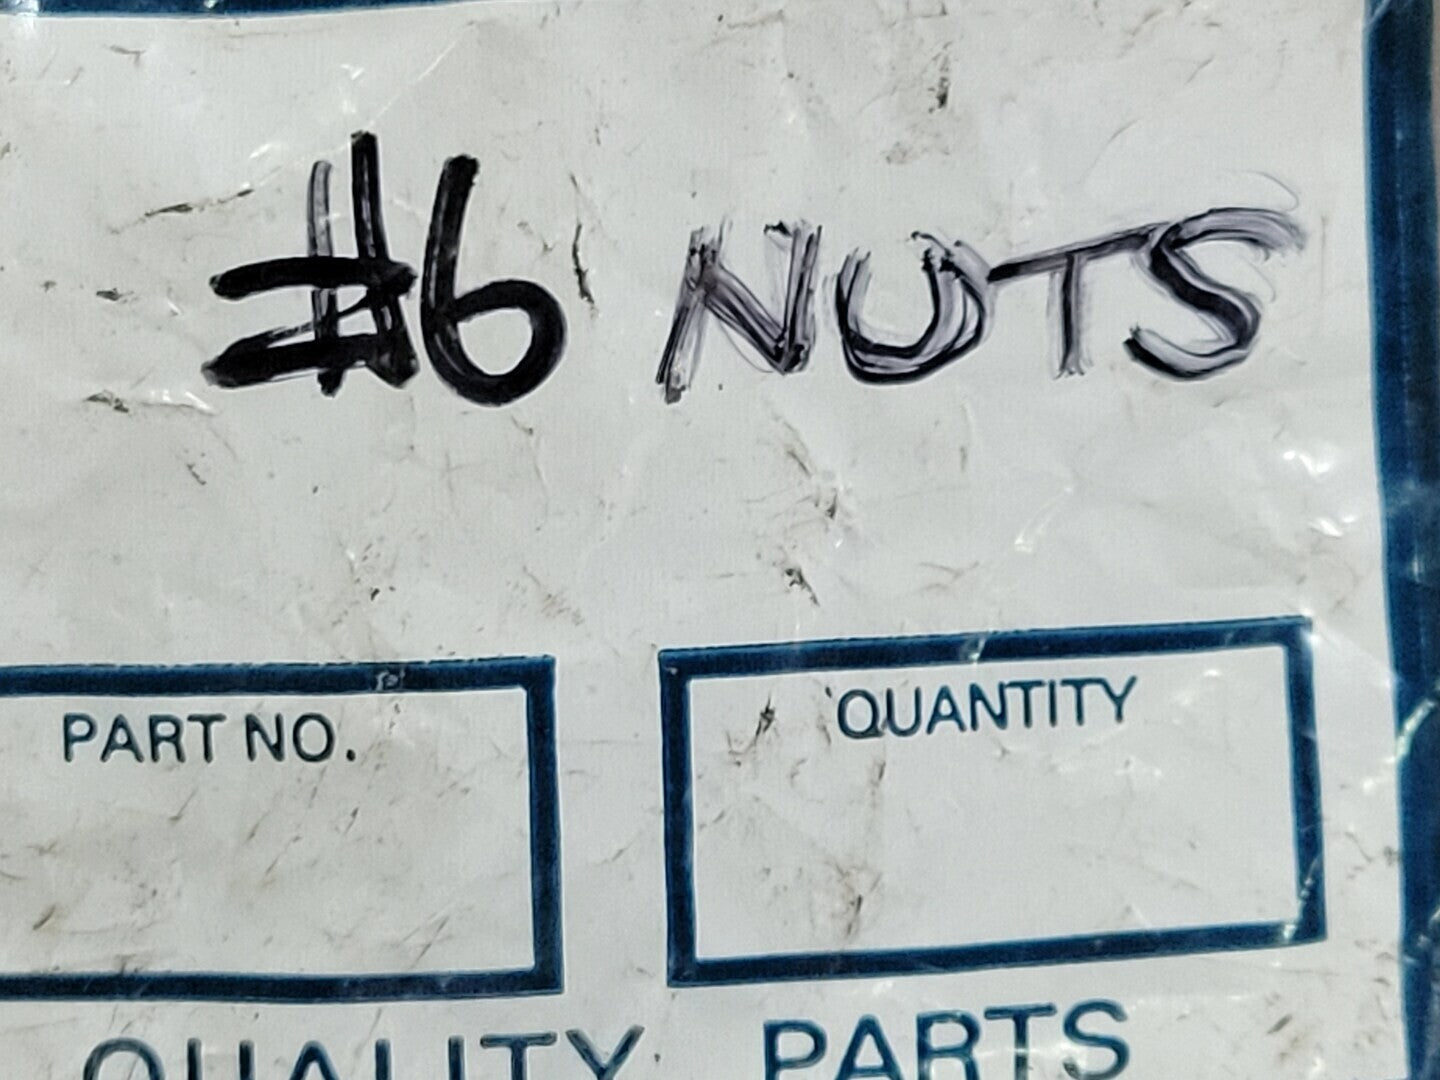 #6 NUTS
PART NO.
QUANTITY
QUALITY PARTS